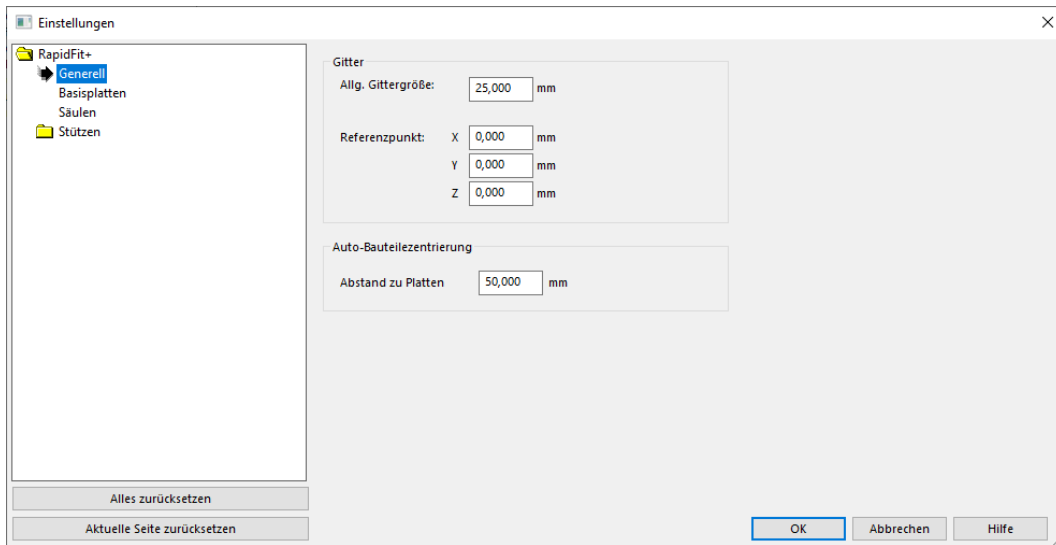 Einstellungen
RapidFit+
Generell
Basisplatten
Säulen
Stützen
Gitter
Allg. Gittergröße: 25,000 mm
Referenzpunkt: X 0,000 mm
Y 0,000 mm
Z 0,000 mm
Auto-Bauteilezentrierung
Abstand zu Platten 50,000 mm
Alles zurücksetzen
Aktuelle Seite zurücksetzen
OK Abbrechen Hilfe